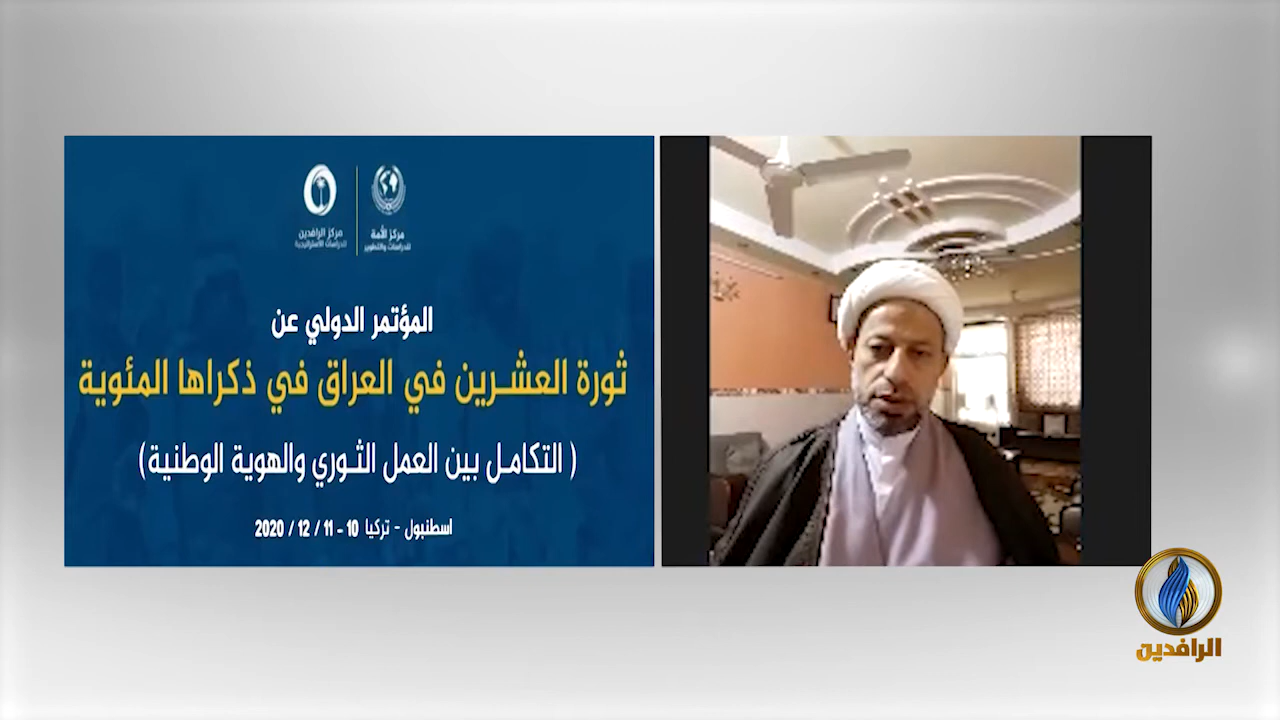 مركز الأمة
للدراسات والتطوير
مركز الرافدين
للدراسات الاستراتيجية
المؤتمر الدولي عن
ثورة العشرين في العراق في ذكراها المئوية
( التكامل بين العمل الثوري والهوية الوطنية)
اسطنبول - تركيا 10 - 11 / 12 / 2020
الرافدين